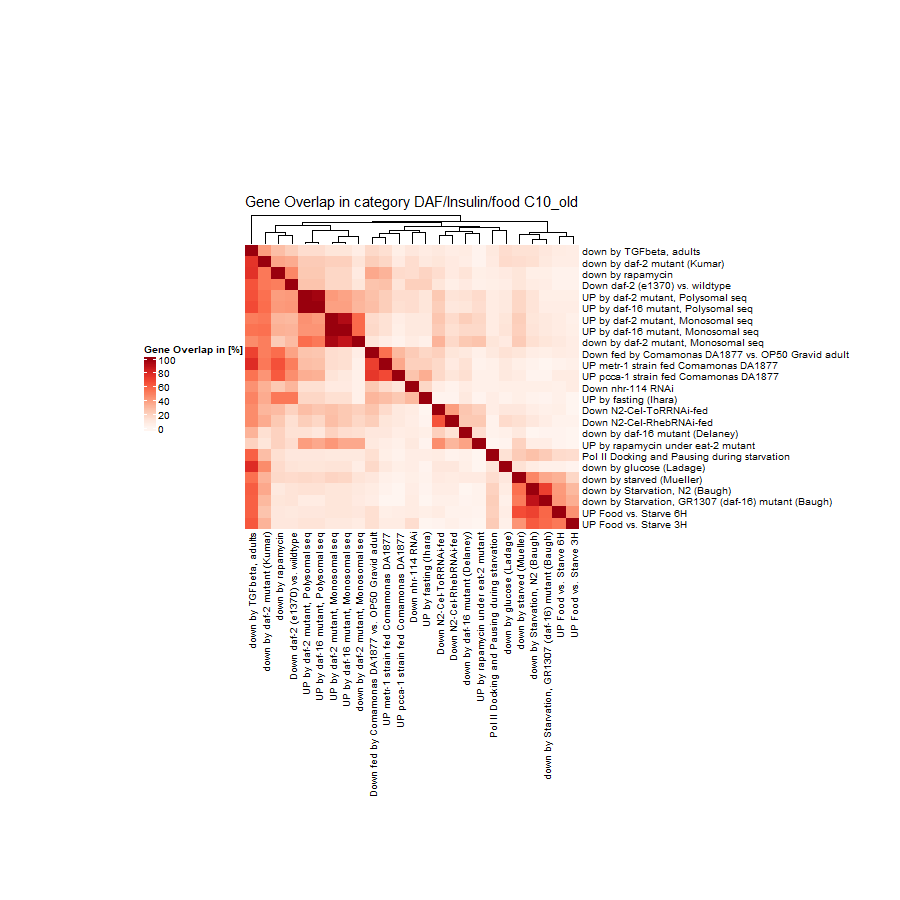 Gene Overlap in category DAF/Insulin/food C10_old
down by TGFbeta, adults
down by daf-2 mutant (Kumar)
down by rapamycin
Down daf-2 (e1370) vs. wildtype
UP by daf-2 mutant, Polysomal seq
UP by daf-16 mutant, Polysomal seq
UP by daf-2 mutant, Monosomal seq
UP by daf-16 mutant, Monosomal seq
down by daf-2 mutant, Monosomal seq
Down fed by Comamonas DA1877 vs. OP50 Gravid adult
UP metr-1 strain fed Comamonas DA1877
UP pcca-1 strain fed Comamonas DA1877
Down nhr-114 RNAi
UP by fasting (Ihara)
Down N2-Cel-ToRRNAi-fed
Down N2-Cel-RhebRNAi-fed
down by daf-16 mutant (Delaney)
UP by rapamycin under eat-2 mutant
Pol II Docking and Pausing during starvation
down by glucose (Ladage)
down by starved (Mueller)
down by Starvation, N2 (Baugh)
down by Starvation, GR1307 (daf-16) mutant (Baugh)
UP Food vs. Starve 6H
UP Food vs. Starve 3H
Gene Overlap in [%]
100
80
60
40
20
0
down by TGFbeta, adults
down by daf-2 mutant (Kumar)
down by rapamycin
Down daf-2 (e1370) vs. wildtype
UP by daf-2 mutant, Polysomal seq
UP by daf-16 mutant, Polysomal seq
UP by daf-2 mutant, Monosomal seq
UP by daf-16 mutant, Monosomal seq
down by daf-2 mutant, Monosomal seq
Down fed by Comamonas DA1877 vs. OP50 Gravid adult
UP metr-1 strain fed Comamonas DA1877
UP pcca-1 strain fed Comamonas DA1877
Down nhr-114 RNAi
UP by fasting (Ihara)
Down N2-Cel-ToRRNAi-fed
Down N2-Cel-RhebRNAi-fed
down by daf-16 mutant (Delaney)
UP by rapamycin under eat-2 mutant
Pol II Docking and Pausing during starvation
down by glucose (Ladage)
down by starved (Mueller)
down by Starvation, N2 (Baugh)
down by Starvation, GR1307 (daf-16) mutant (Baugh)
UP Food vs. Starve 6H
UP Food vs. Starve 3H